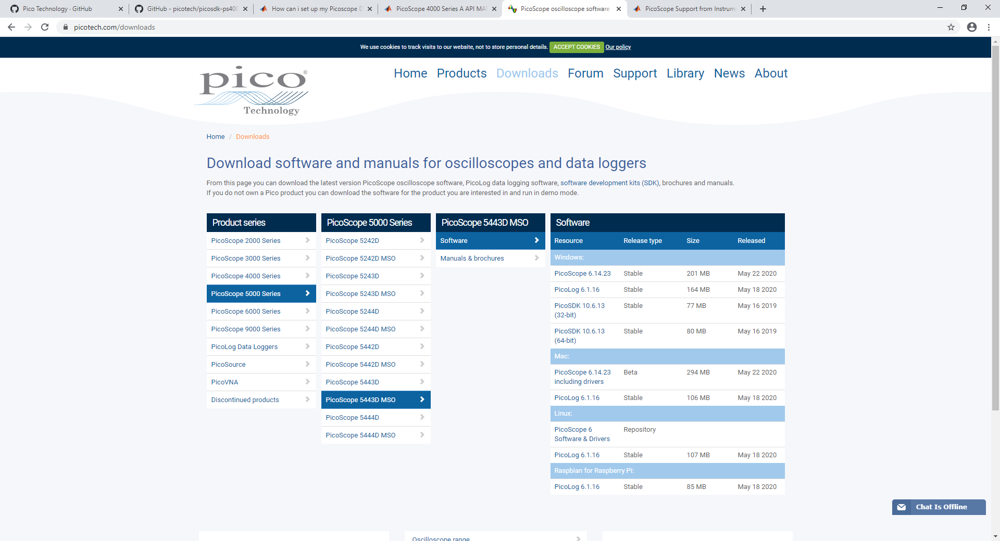 Pico Technology · GitHub
GitHub - picotech/picosdk-ps400
How can i set up my Picoscope D
PicoScope 4000 Series A API MAT
PicoScope oscilloscope software
PicoScope Support from Instrum
picotech.com/downloads
We use cookies to track visits to our website, not to store personal details. ACCEPT COOKIES Our policy
pico®
Technology
Home Products Downloads Forum Support Library News About
Home / Downloads
Download software and manuals for oscilloscopes and data loggers
From this page you can download the latest version PicoScope oscilloscope software, PicoLog data logging software, software development kits (SDK), brochures and manuals.
If you do not own a Pico product you can download the software for the product you are interested in and run in demo mode.
Product series
PicoScope 2000 Series
PicoScope 3000 Series
PicoScope 4000 Series
PicoScope 5000 Series
PicoScope 6000 Series
PicoScope 9000 Series
PicoLog Data Loggers
PicoSource
PicoVNA
Discontinued products
PicoScope 5000 Series
PicoScope 5242D
PicoScope 5242D MSO
PicoScope 5243D
PicoScope 5243D MSO
PicoScope 5244D
PicoScope 5244D MSO
PicoScope 5442D
PicoScope 5442D MSO
PicoScope 5443D
PicoScope 5443D MSO
PicoScope 5444D
PicoScope 5444D MSO
PicoScope 5443D MSO
Software
Manuals & brochures
Software
Resource Release type Size Released
Windows:
PicoScope 6.14.23 Stable 201 MB May 22 2020
PicoLog 6.1.16 Stable 164 MB May 18 2020
PicoSDK 10.6.13 Stable 77 MB May 16 2019
(32-bit)
PicoSDK 10.6.13 Stable 80 MB May 16 2019
(64-bit)
Mac:
PicoScope 6.14.23 Beta 294 MB May 22 2020
including drivers
PicoLog 6.1.16 Stable 106 MB May 18 2020
Linux:
PicoScope 6 Repository
Software & Drivers
PicoLog 6.1.16 Stable 107 MB May 18 2020
Raspbian for Raspberry Pi:
PicoLog 6.1.16 Stable 85 MB May 18 2020
Chat Is Offline
Oscilloscope range